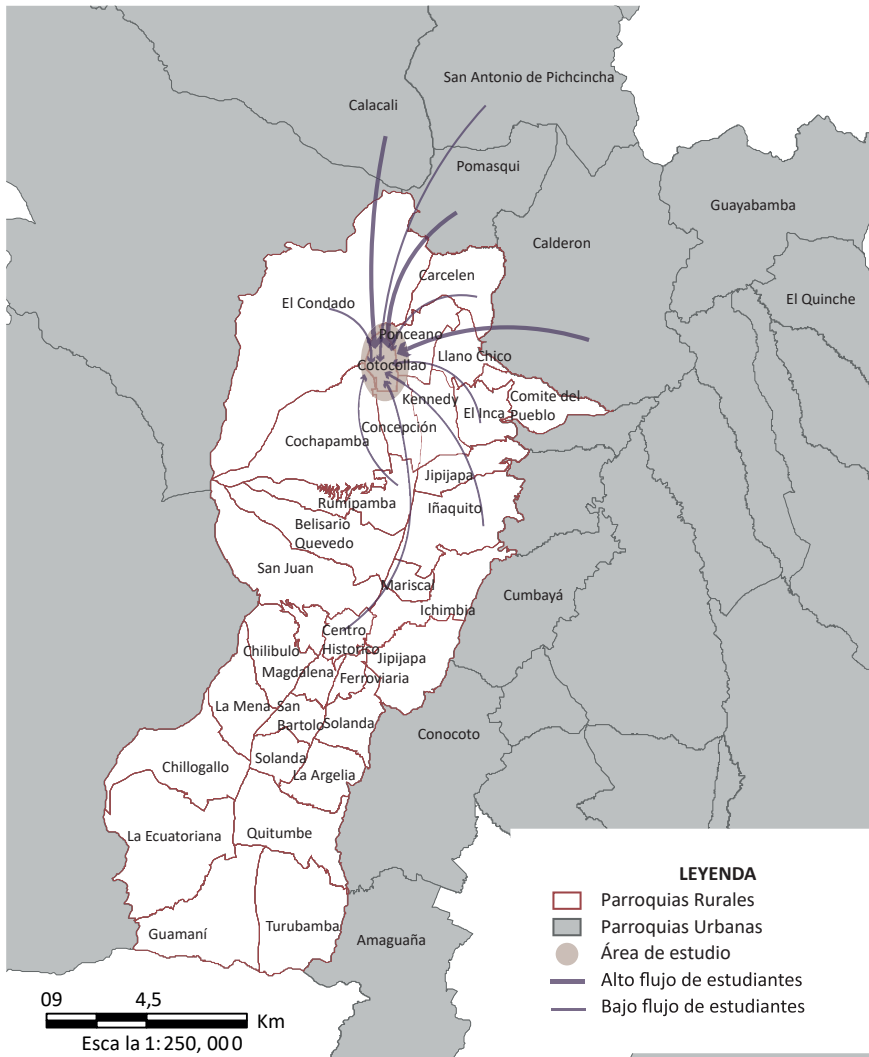 San Antonio de Pichcincha
Calacali
Pomasqui
Guayabamba
Calderon
Carcelen
El Condado
El Quinche
Ponceano
Llano Chico
Cotocollao
Kennedy
Comite del
Pueblo
El Inca
Concepción
Cochapamba
Jipijapa
Rumipamba
Iñaquito
Belisario
Quevedo
San Juan
Mariscal
Cumbayá
Ichimbia
Centro
Historico
Chilibulo
Jipijapa
Magdalena
Ferroviaria
La Mena
San
Bartolo
Solanda
Conocoto
Solanda
Chillogallo
La Argelia
La Ecuatoriana
Quitumbe
Guamaní
Turubamba
Amaguaña
LEYENDA
Parroquias Rurales
Parroquias Urbanas
Área de estudio
Alto flujo de estudiantes
Bajo flujo de estudiantes
09 4,5
Km
Esca la 1:250, 000